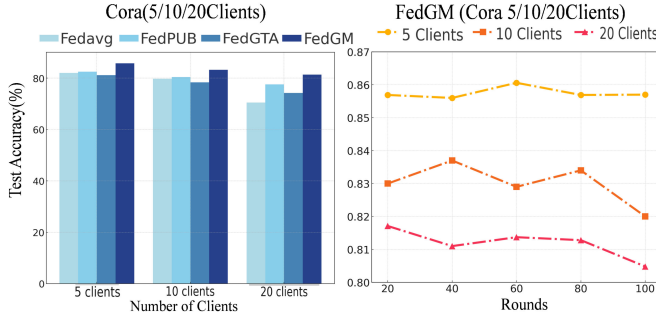 Cora(5/10/20Clients)
Fedavg FedPUB FedGTA FedGM
Test Accuracy(%)
80
60
80
40
20
0
5 clients 10 clients 20 clients
Number of Clients
FedGM (Cora 5/10/20Clients)
5 Clients 10 Clients 20 Clients
0.87
0.86
0.85
0.84
0.83
0.82
0.81
0.80
20 40 60 80 100
Rounds